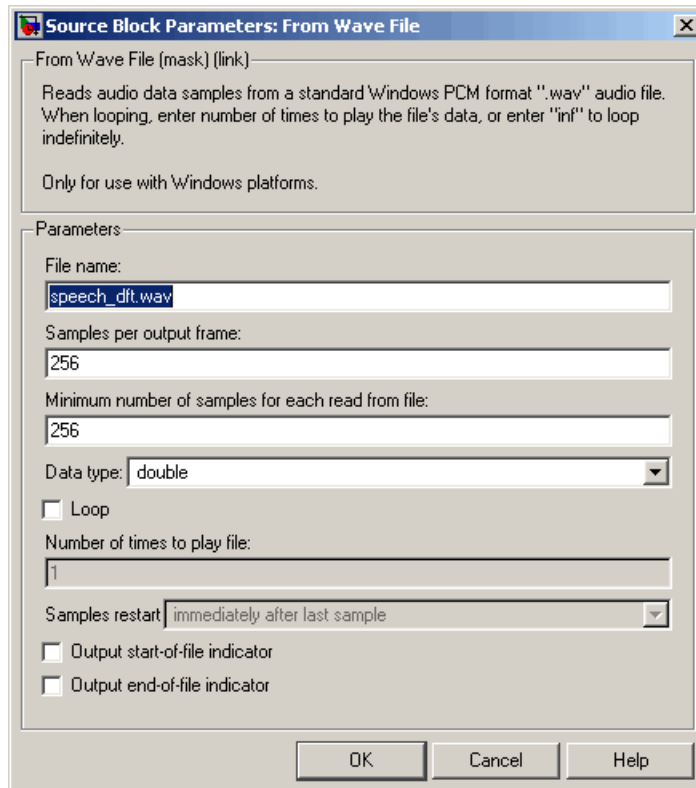 Source Block Parameters: From Wave File
From Wave File (mask) (link)
Reads audio data samples from a standard Windows PCM format ".wav" audio file.
When looping, enter number of times to play the file's data, or enter "inf" to loop
indefinitely.
Only for use with Windows platforms.
Parameters
File name:
speech_dft.wav
Samples per output frame:
256
Minimum number of samples for each read from file:
256
Data type: double
Loop
Number of times to play file:
1
Samples restart immediately after last sample
Output start-of-file indicator
Output end-of-file indicator
OK Cancel Help